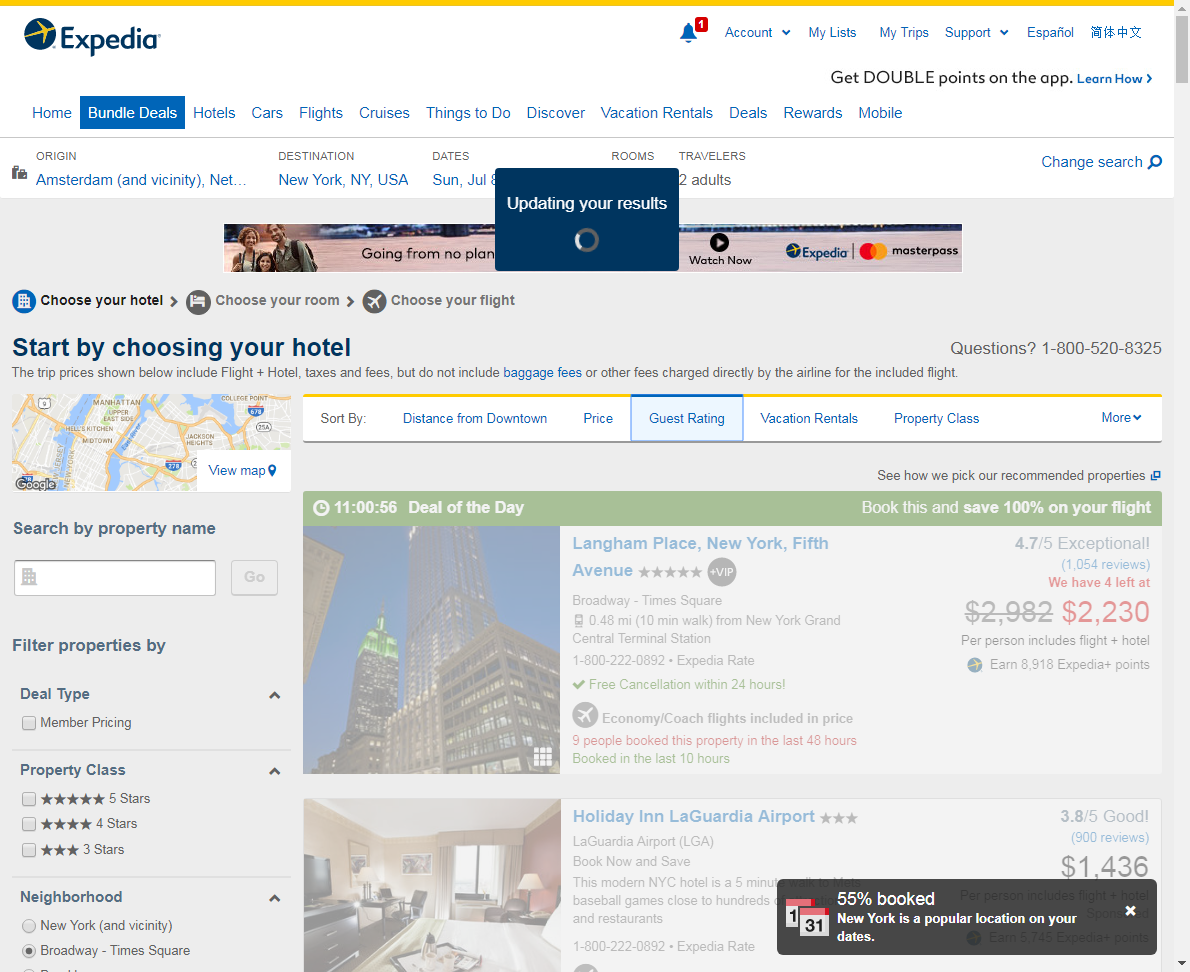 Expedia
1
Account
My Lists
My Trips
Support
Español
简体中文
Get DOUBLE points on the app. Learn How
Home
Bundle Deals
Hotels
Cars
Flights
Cruises
Things to Do
Discover
Vacation Rentals
Deals
Rewards
Mobile
ORIGIN
Amsterdam (and vicinity), Net...
DESTINATION
New York, NY, USA
DATES
Sun, Jul
ROOMS
TRAVELERS
2 adults
Change search
Updating your results
Going from no plan
Watch Now
Expedia
masterpass
Choose your hotel
Choose your room
Choose your flight
Start by choosing your hotel
Questions? 1-800-520-8325
The trip prices shown below include Flight + Hotel, taxes and fees, but do not include baggage fees or other fees charged directly by the airline for the included flight.
9
MANHATTAN
COLLEGE POINT
678
UPPER
EAST SIDE
25A
HELL'S KITCHEN
MIDTOWN
East River
JACKSON
HEIGHTS
278
NEW YORK
Google
View map
Sort By:
Distance from Downtown
Price
Guest Rating
Vacation Rentals
Property Class
More
See how we pick our recommended properties
Search by property name
Go
Filter properties by
Deal Type
Member Pricing
Property Class
5 Stars
4 Stars
3 Stars
Neighborhood
New York (and vicinity)
Broadway - Times Square
11:00:56 Deal of the Day
Book this and save 100% on your flight
Langham Place, New York, Fifth
Avenue
+VIP
Broadway - Times Square
0.48 mi (10 min walk) from New York Grand
Central Terminal Station
1-800-222-0892 • Expedia Rate
Free Cancellation within 24 hours!
Economy/Coach flights included in price
9 people booked this property in the last 48 hours
Booked in the last 10 hours
4.7/5 Exceptional!
(1,054 reviews)
We have 4 left at
$2,982 $2,230
Per person includes flight + hotel
Earn 8,918 Expedia+ points
Holiday Inn LaGuardia Airport
LaGuardia Airport (LGA)
Book Now and Save
This modern NYC hotel is a 5 minute walk to Mets
baseball games close to hundreds of
and restaurants
1-800-222-0892 • Expedia Rate
3.8/5 Good!
(900 reviews)
$1,436
Per person includes flight + hotel
Sponsored
Earn 5,745 Expedia+ points
1
31
55% booked
New York is a popular location on your
dates.